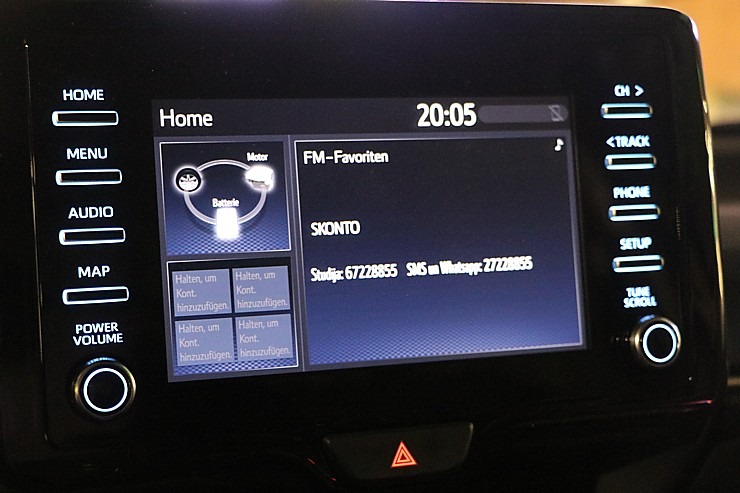 HOME
MENU
AUDIO
MAP
POWER
VOLUME
Home
20:05
Motor
Batterie
Halten, um
Kont.
hinzuzufügen.
Halten, um
Kont.
hinzuzufügen.
Halten, um
Kont.
hinzuzufügen.
Halten, um
Kont.
hinzuzufügen.
FM-Favoriten
SKONTO
Studija: 67228855 SMS un Whatsapp: 27228855
CH >
<TRACK
PHONE
SETUP
TUNE
SCROLL